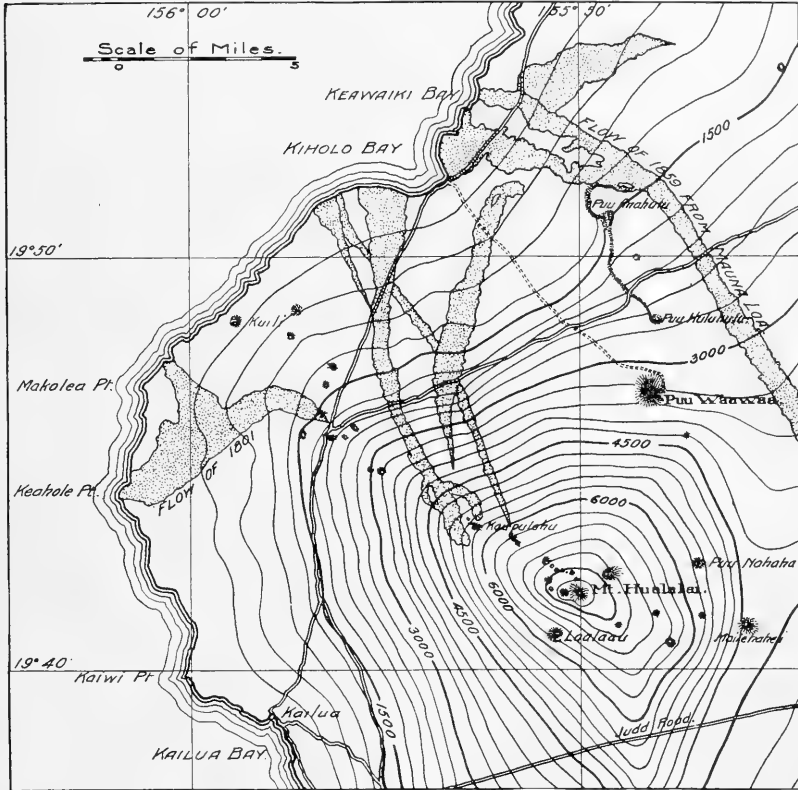 156° 00'
155° 50'
Scale of Miles.
0 5
KEAWAIKI BAY
KIHOLO BAY
FLOW OF 1859 FROM MAUNA LOA
1500
Puu Anahulu
19° 50'
Kuili
Puu Huluhulu
3000
Makolea Pt.
Puu Waawaa
4500
FLOW OF 1801
Keahole Pt.
6000
Kaupulehu
Puu Nahaha
Mt. Hualalai.
6000
4500
Laalaau
3000
19° 40'
Kaiwi Pt
Kailua
1500
Judd Road.
KAILUA BAY